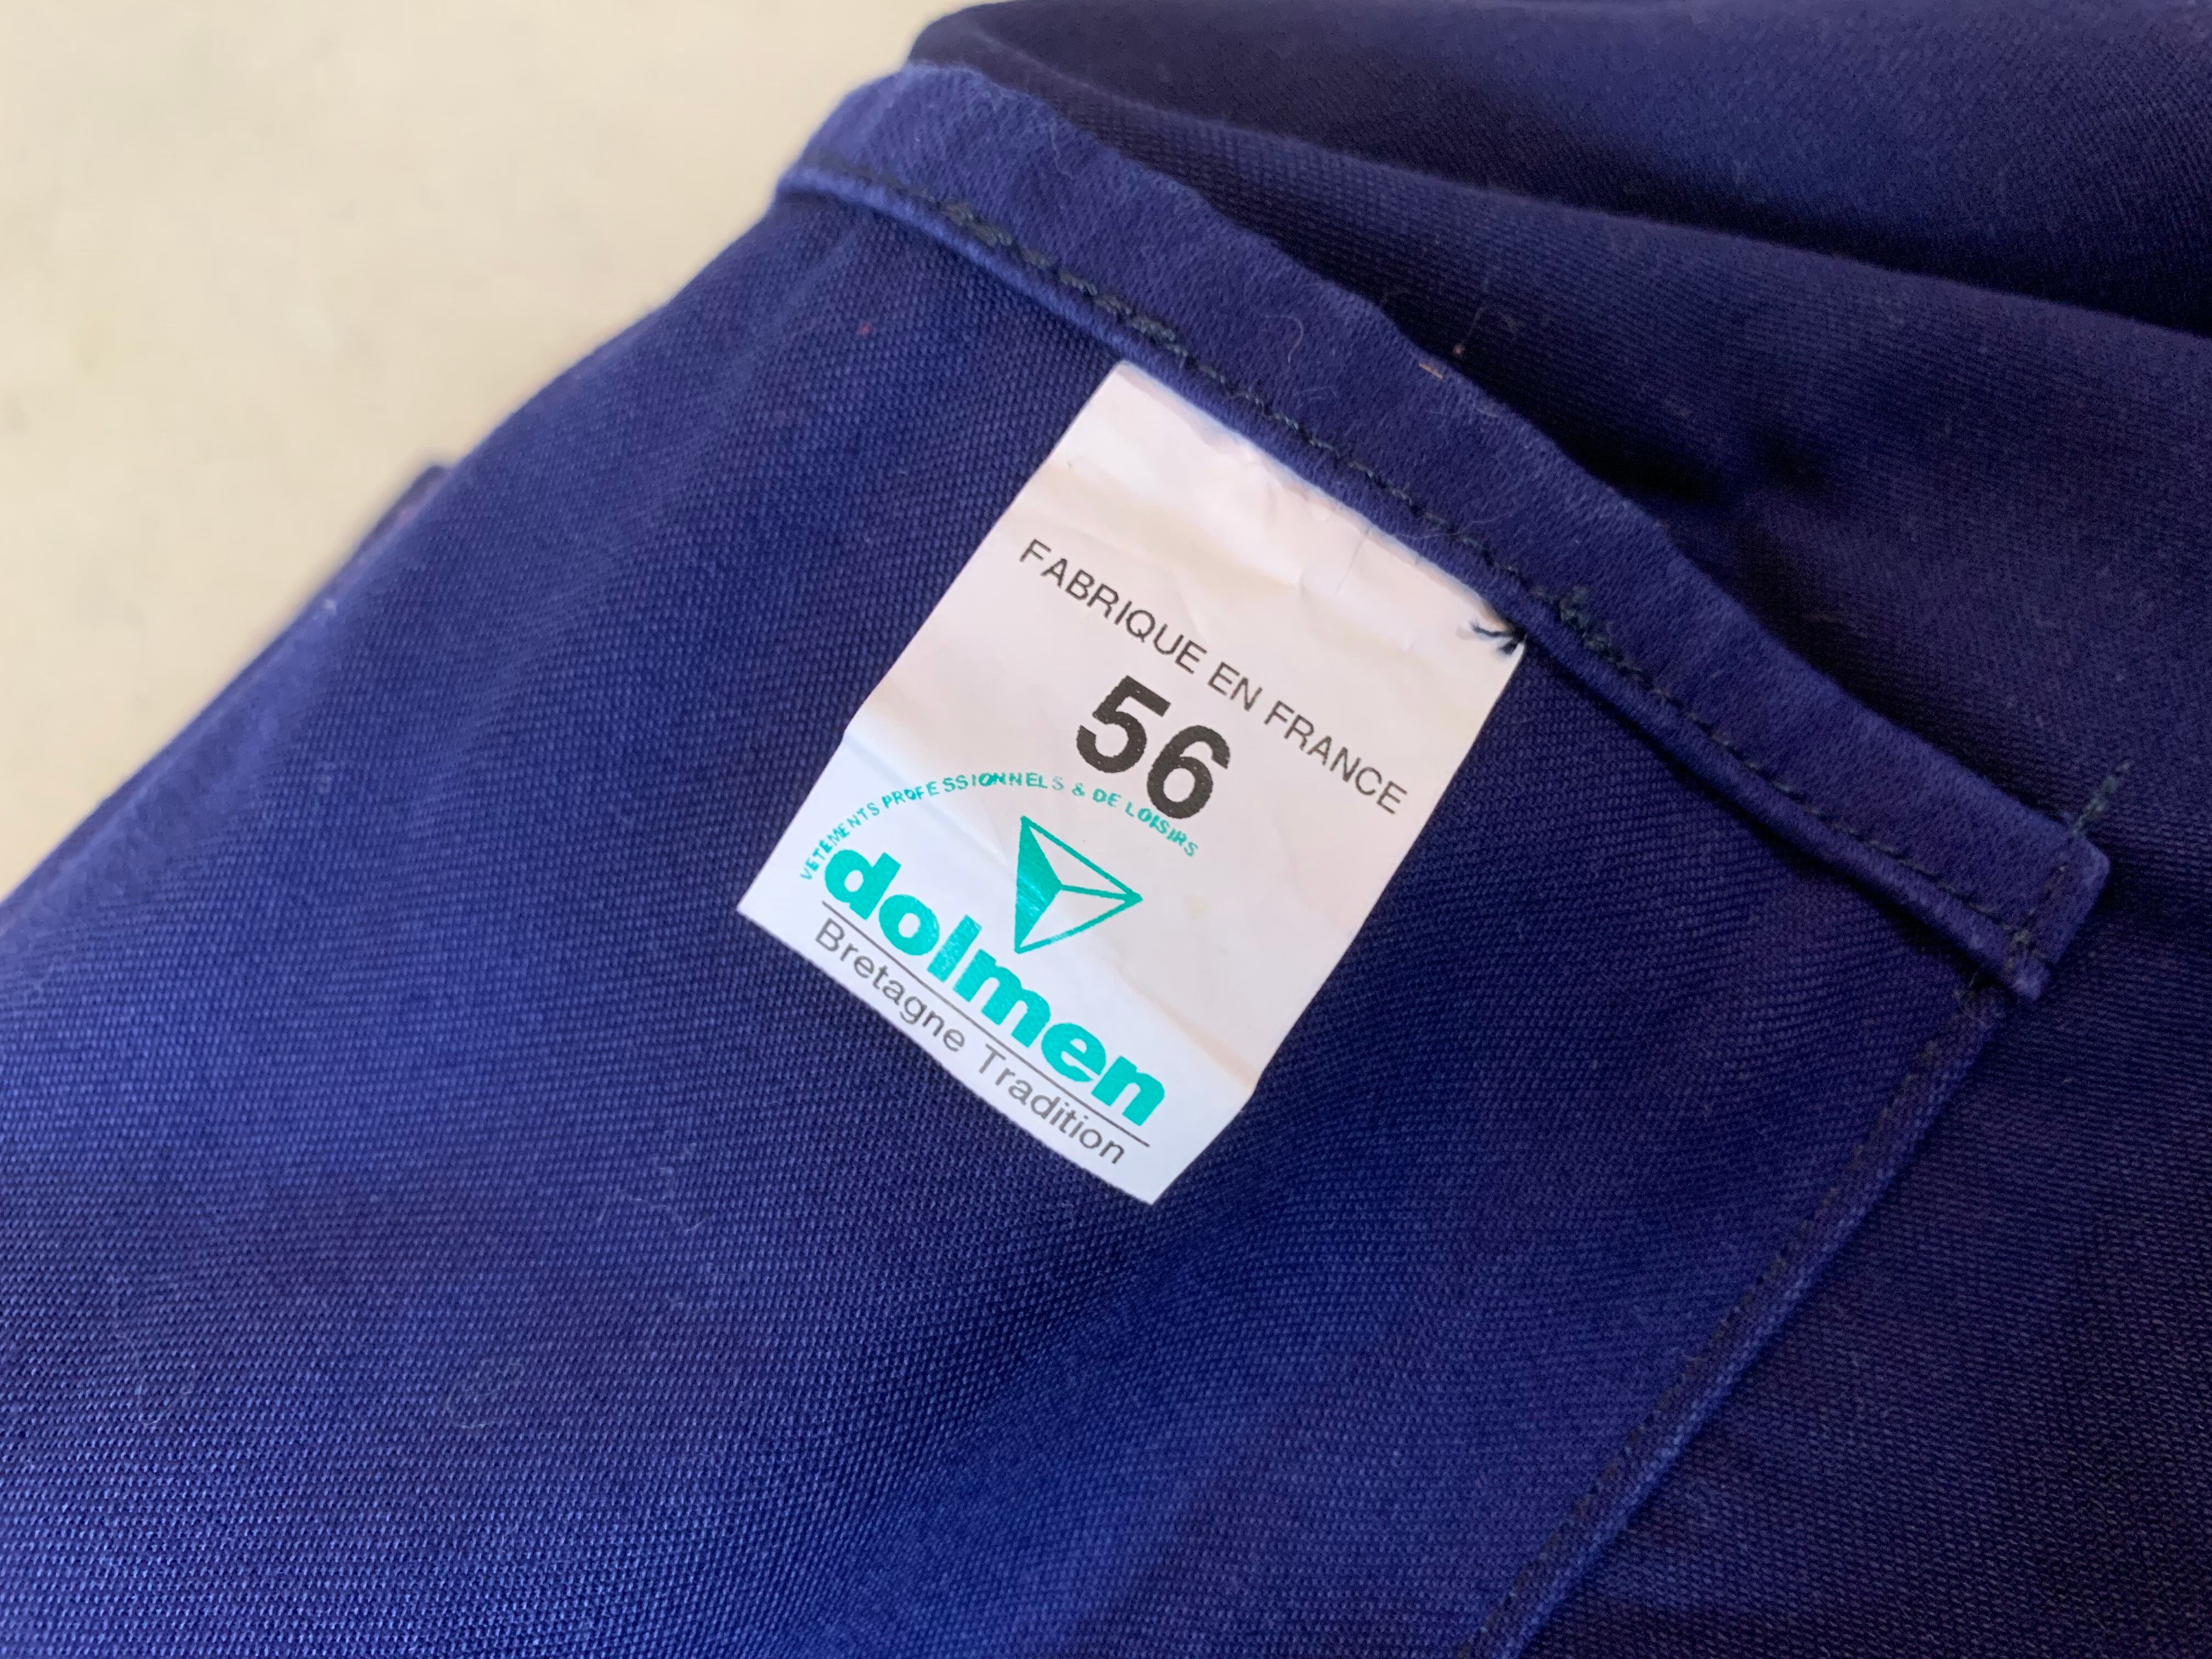 FABRIQUE EN FRANCE
56
VETEMENTS PROFESSIONNELS & DE LOISIRS
dolmen
Bretagne Tradition